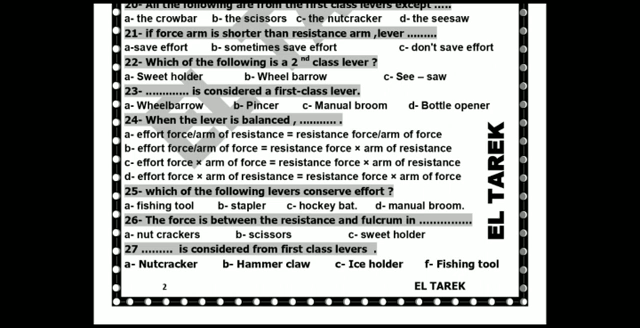 20- All the following are from the first class levers except .....
a- the crowbar b- the scissors c- the nutcracker d- the seesaw
21- if force arm is shorter than resistance arm ,lever .........
a-save effort b- sometimes save effort c- don't save effort
22- Which of the following is a 2 nd class lever ?
a- Sweet holder b- Wheel barrow c- See – saw
23- ............. is considered a first-class lever.
a- Wheelbarrow b- Pincer c- Manual broom d- Bottle opener
24- When the lever is balanced , ........... .
a- effort force/arm of resistance = resistance force/arm of force
b- effort force/arm of force = resistance force × arm of resistance
c- effort force × arm of force = resistance force × arm of resistance
d- effort force × arm of resistance = resistance force × arm of force
25- which of the following levers conserve effort ?
a- fishing tool b- stapler c- hockey bat. d- manual broom.
26- The force is between the resistance and fulcrum in ...............
a- nut crackers b- scissors c- sweet holder
27 ......... is considered from first class levers .
a- Nutcracker b- Hammer claw c- Ice holder f- Fishing tool
2 EL TAREK
EL TAREK